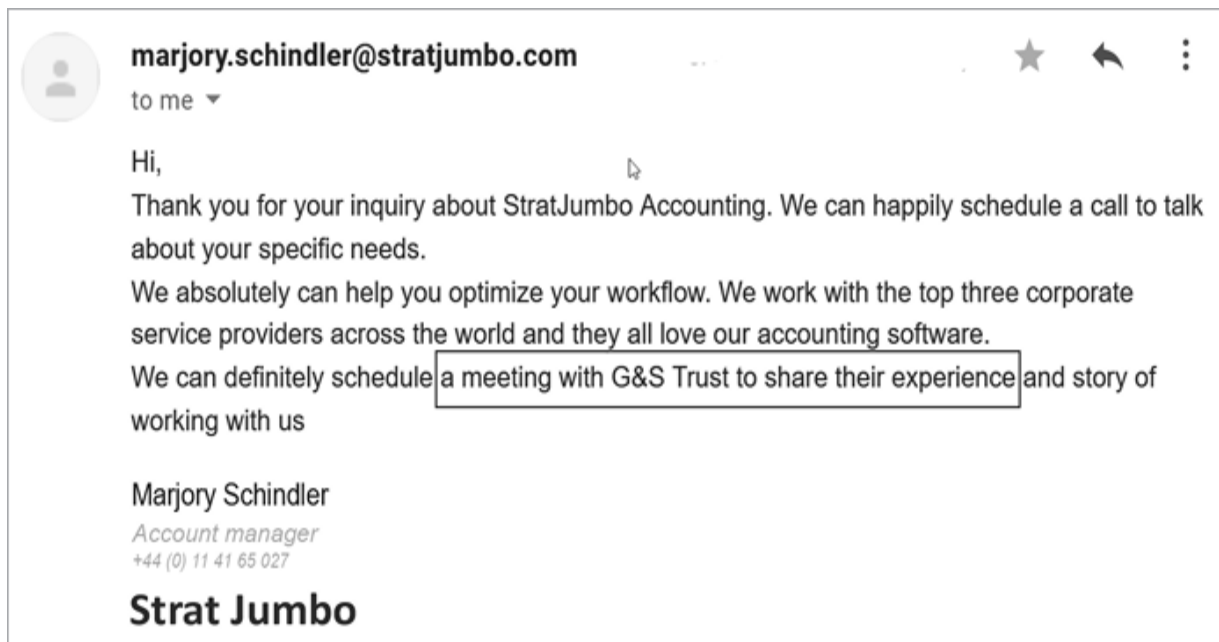 marjory.schindler@stratjumbo.com
to me
Hi,
Thank you for your inquiry about StratJumbo Accounting. We can happily schedule a call to talk
about your specific needs.
We absolutely can help you optimize your workflow. We work with the top three corporate
service providers across the world and they all love our accounting software.
We can definitely schedule a meeting with G&S Trust to share their experience and story of
working with us
Marjory Schindler
Account manager
+44 (0) 11 41 65 027
Strat Jumbo